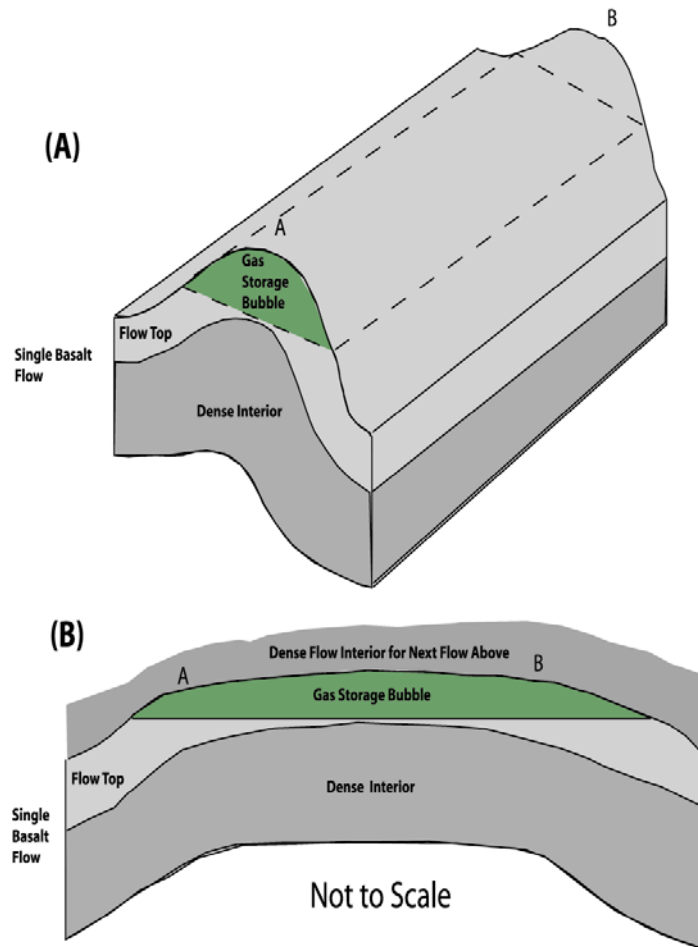 B
(A)
A
Gas
Storage
Bubble
Flow Top
Single Basalt
Flow
Dense Interior
(B)
Dense Flow Interior for Next Flow Above
A
B
Gas Storage Bubble
Flow Top
Dense Interior
Single
Basalt
Flow
Not to Scale